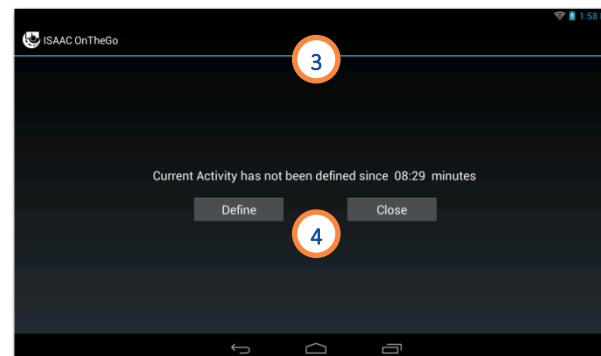 1:58
ISAAC OnTheGo
3
Current Activity has not been defined since 08:29 minutes
Define
Close
4